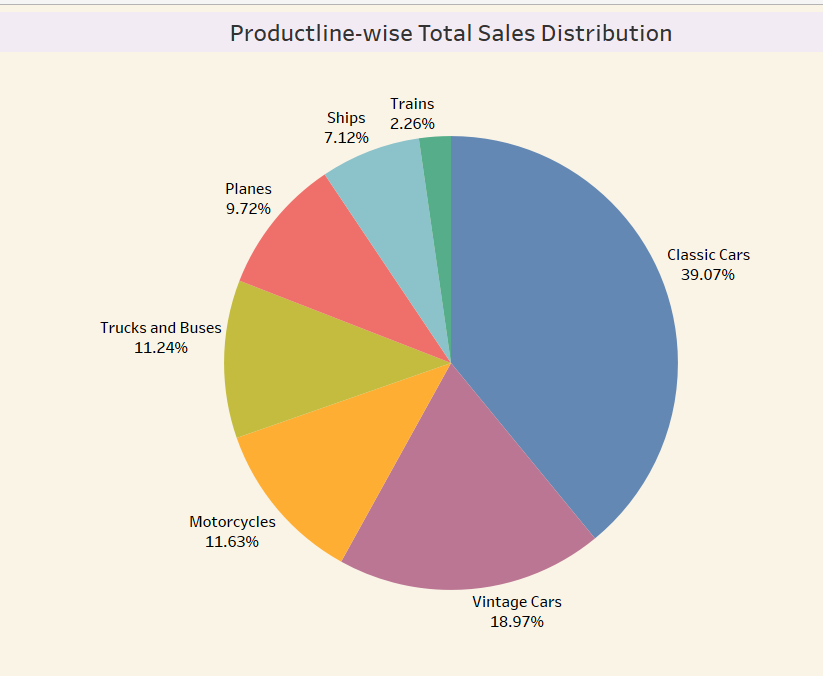 Productline-wise Total Sales Distribution
Trains
2.26%
Ships
7.12%
Planes
9.72%
Classic Cars
39.07%
Trucks and Buses
11.24%
Motorcycles
11.63%
Vintage Cars
18.97%